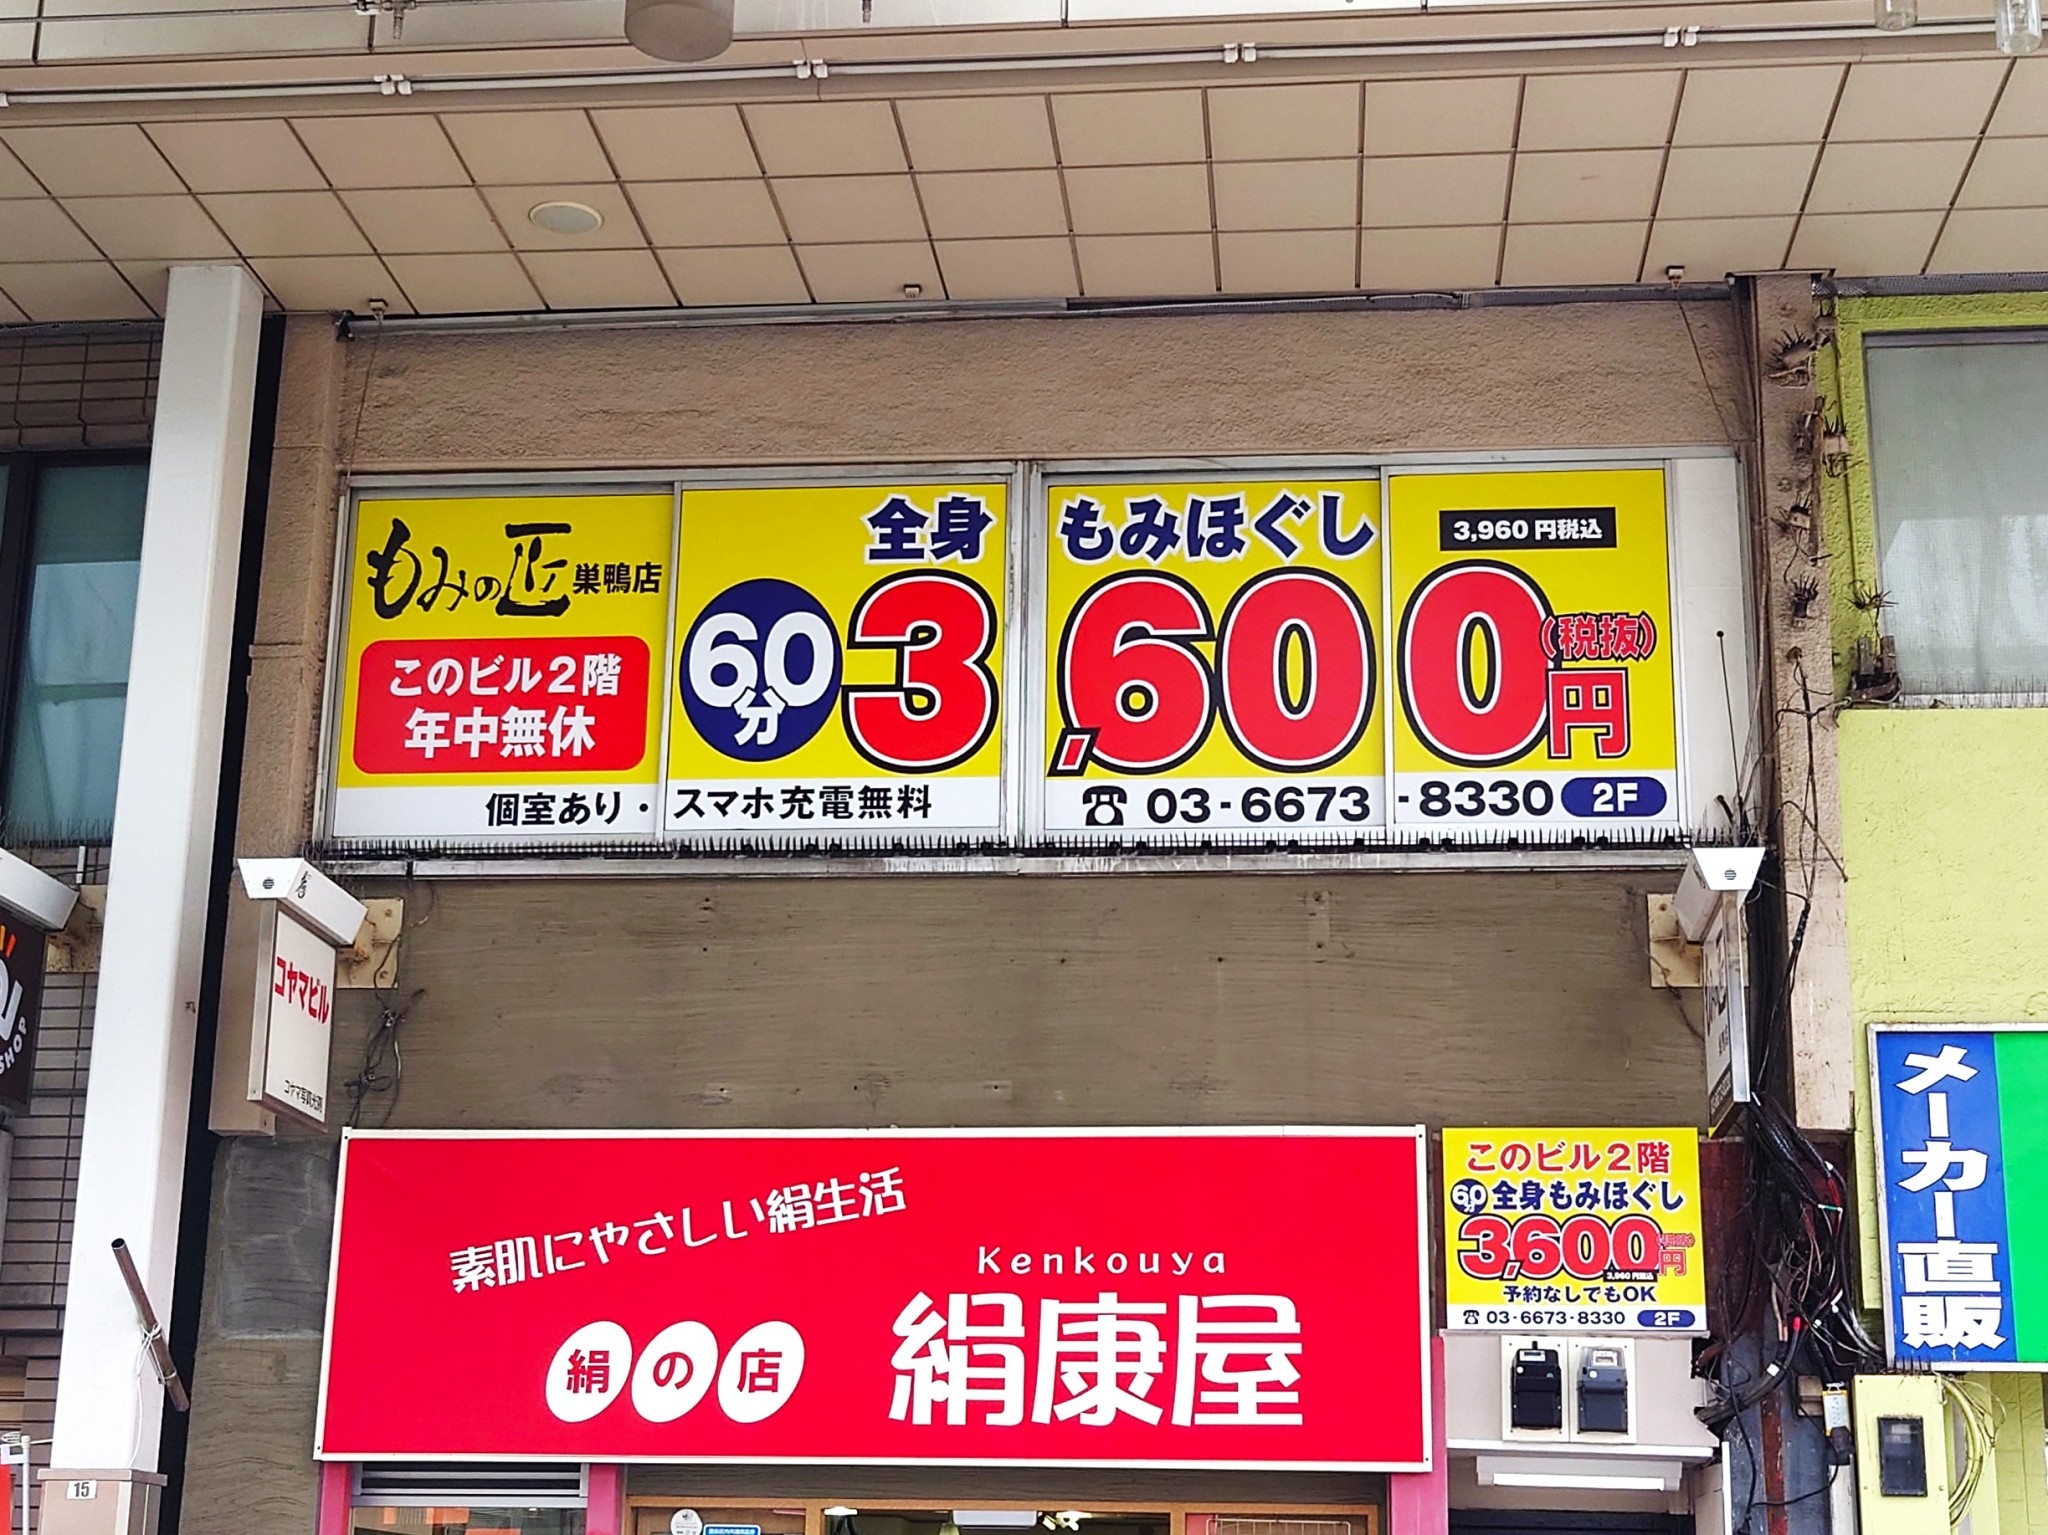 もみの匠 巣鴨店
このビル2階
年中無休
全身もみほぐし
3,960円税込
60分 3,600円(税抜)
個室あり・スマホ充電無料
☎03-6673-8330 2F
コヤマビル
SHOP
素肌にやさしい絹生活
Kenkouya
絹の店 絹康屋
このビル2階
60分 全身もみほぐし
3,600円
3,960円税込
予約なしでもOK
☎03-6673-8330 2F
メーカー直販
15